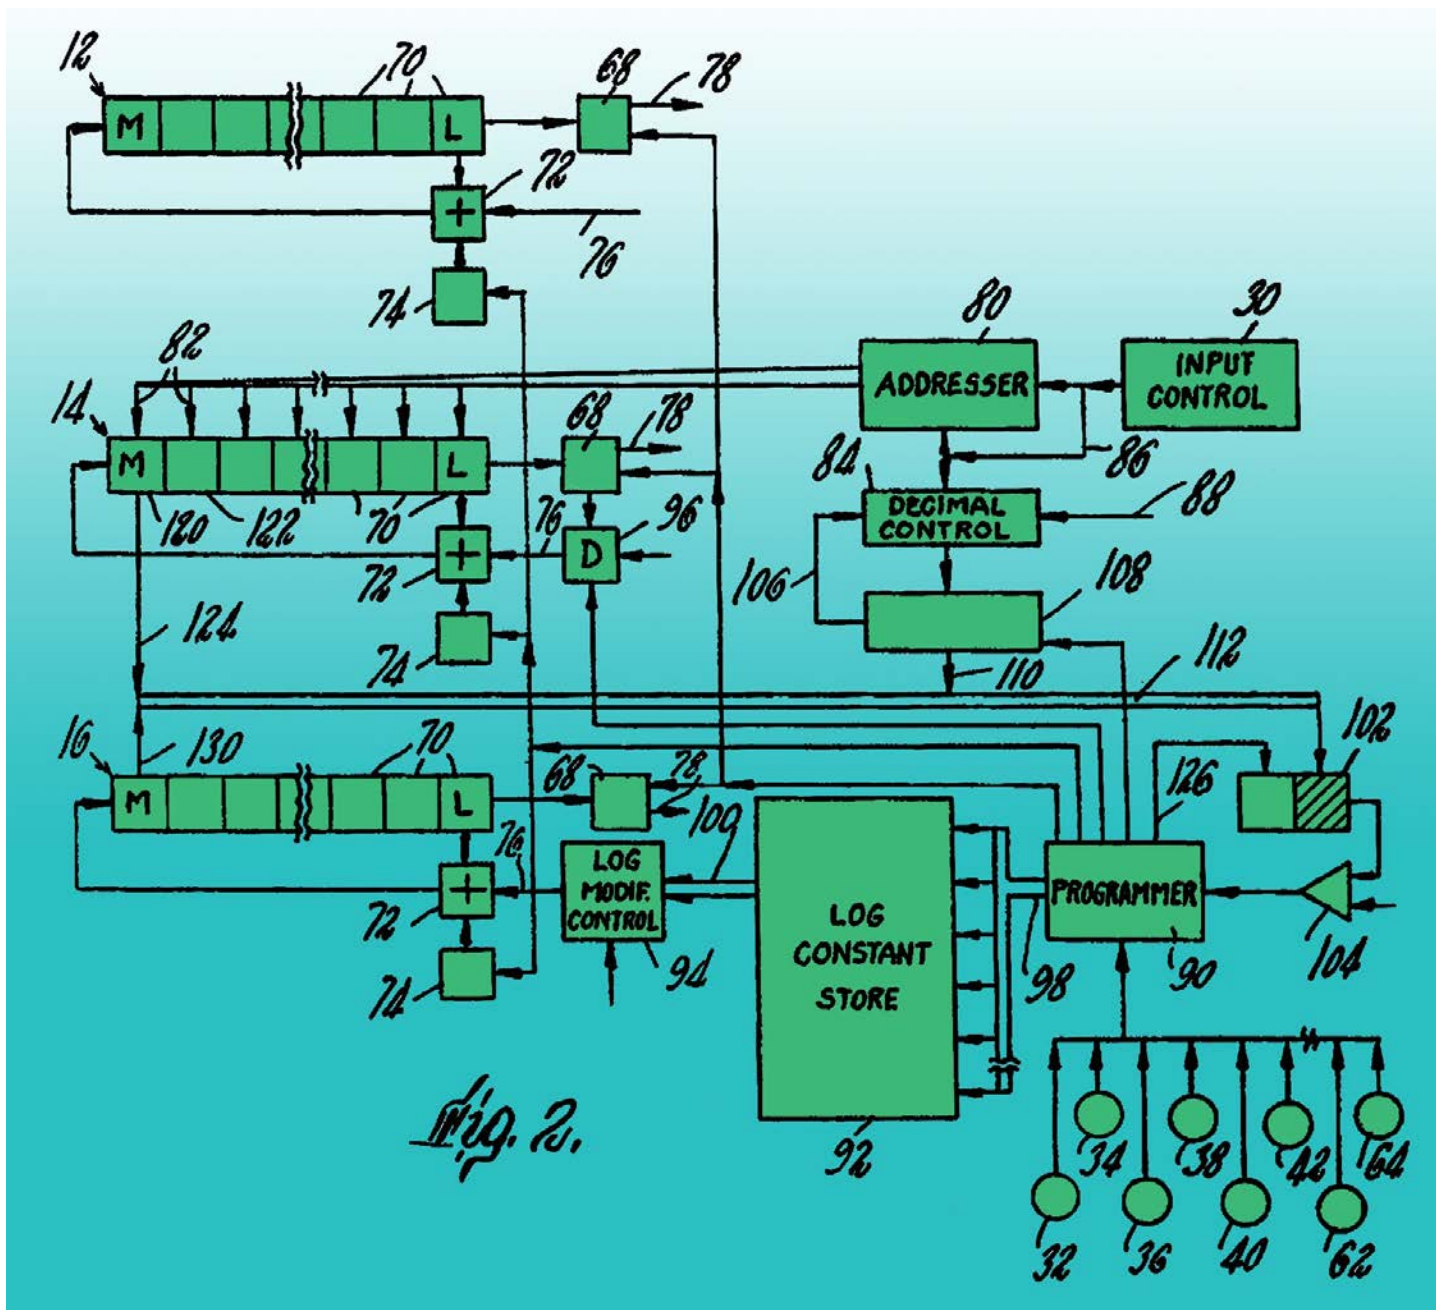 12
70
68
78
M
L
72
+
76
74
80
30
82
ADDRESSER
INPUT
CONTROL
14
68
78
M
L
84
86
120
122
70
76
96
DECIMAL
CONTROL
88
+
D
72
106
108
124
74
110
112
16
130
70
68
78
102
M
L
126
100
76
LOG
MODIF.
CONTROL
PROGRAMMER
+
72
LOG
CONSTANT
STORE
98
104
74
94
90
Fig. 2.
92
34
38
42
64
32
36
40
62